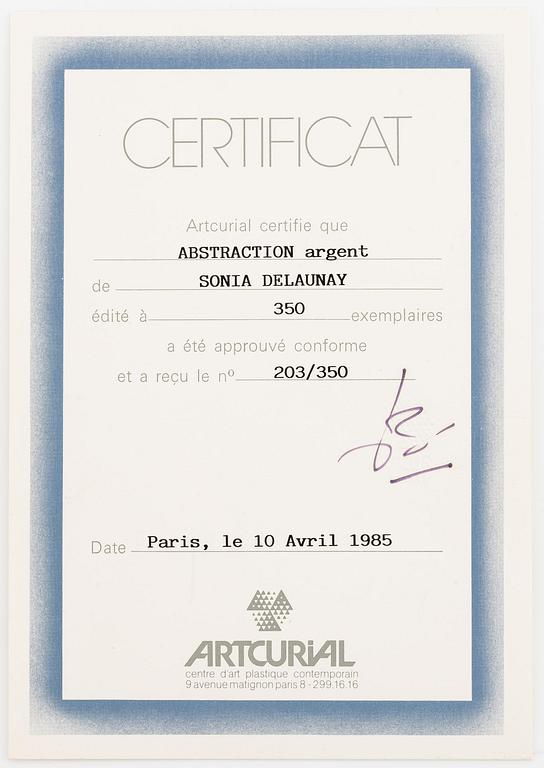 CERTIFICAT
Artcurial certifie que
ABSTRACTION argent
de SONIA DELAUNAY
édité à 350 exemplaires
a été approuvé conforme
et a reçu le nº 203/350
Date Paris, le 10 Avril 1985
ARTCURiAL
centre d'art plastique contemporain
9 avenue matignon paris 8 - 299.16.16